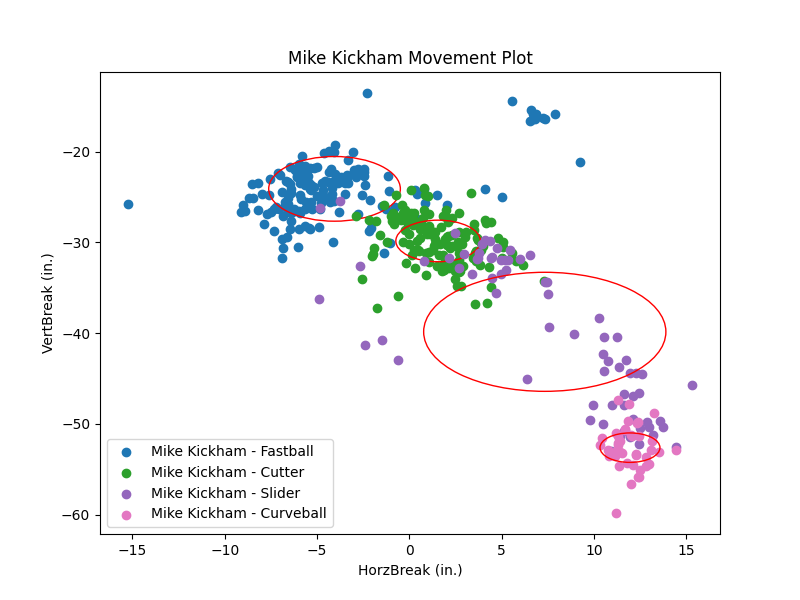 Mike Kickham Movement Plot
VertBreak (in.)
−20
−30
−40
−50
−60
Mike Kickham - Fastball
Mike Kickham - Cutter
Mike Kickham - Slider
Mike Kickham - Curveball
−15 −10 −5 0 5 10 15
HorzBreak (in.)